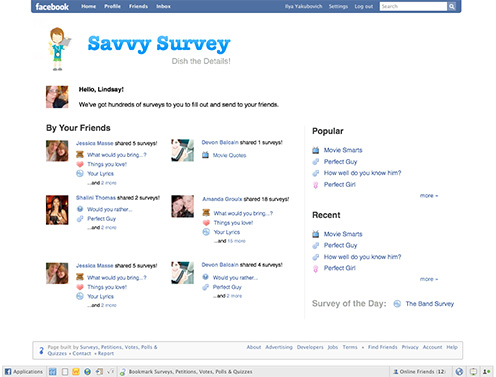 facebook Home Profile Friends Inbox Ilya Yakubovich Settings Log out Search
Savvy Survey
Dish the Details!
Hello, Lindsay!
We've got hundreds of surveys to you to fill out and send to your friends.
By Your Friends
Jessica Masse shared 5 surveys!
What would you bring...?
Things you love!
Your Lyrics
...and 2 more
Devon Balcain shared 1 surveys!
Movie Quotes
Shalini Thomas shared 2 surveys!
Would you rather...
Perfect Guy
...and 2 more
Amanda Groulx shared 18 surveys!
What would you bring...?
Things you love!
Your Lyrics
...and 15 more
Jessica Masse shared 5 surveys!
What would you bring...?
Things you love!
Your Lyrics
...and 2 more
Devon Balcain shared 4 surveys!
Would you rather...
Perfect Guy
...and 2 more
Popular
Movie Smarts
Perfect Guy
How well do you know him?
Perfect Girl
more »
Recent
Movie Smarts
Perfect Guy
How well do you know him?
Perfect Girl
more »
Survey of the Day: The Band Survey
Page built by Surveys, Petitions, Votes, Polls &
Quizzes • Contact • Report
About Advertising Developers Jobs Terms • Find Friends Privacy Account Help
Applications Bookmark Surveys, Petitions, Votes, Polls & Quizzes Online Friends (12)